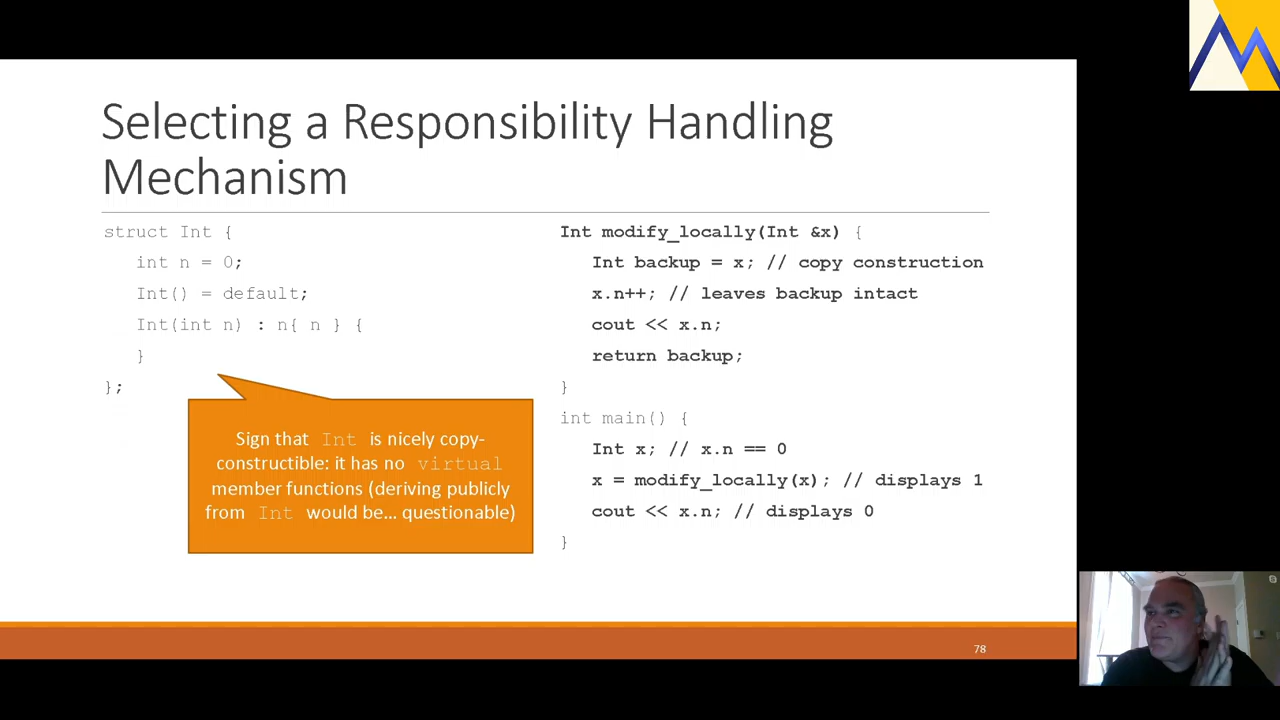 Selecting a Responsibility Handling
Mechanism
struct Int {
int n = 0;
Int() = default;
Int(int n) : n{ n } {
}
};
Sign that Int is nicely copy-
constructible: it has no virtual
member functions (deriving publicly
from Int would be… questionable)
Int modify_locally(Int &x) {
Int backup = x; // copy construction
x.n++; // leaves backup intact
cout << x.n;
return backup;
}
int main() {
Int x; // x.n == 0
x = modify_locally(x); // displays 1
cout << x.n; // displays 0
}
78